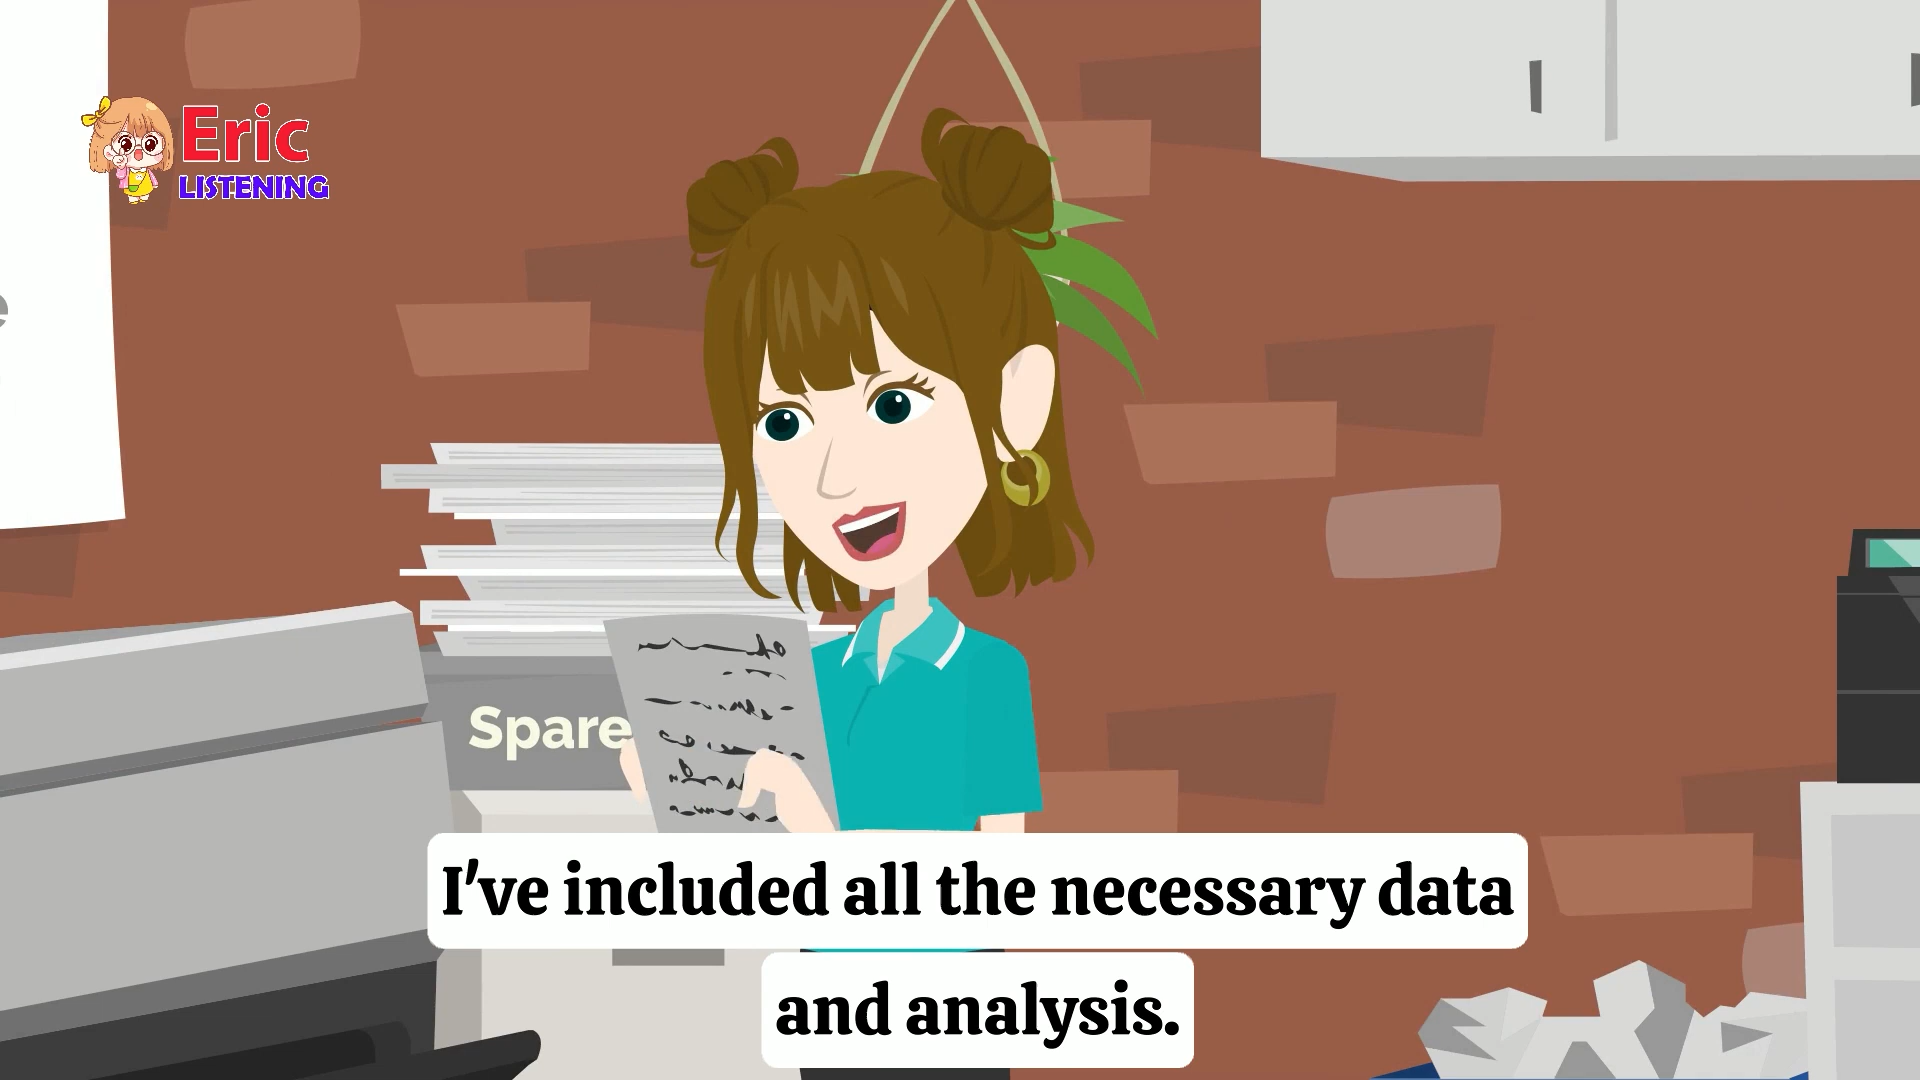 Eric
LISTENING
Spare
I've included all the necessary data
and analysis.